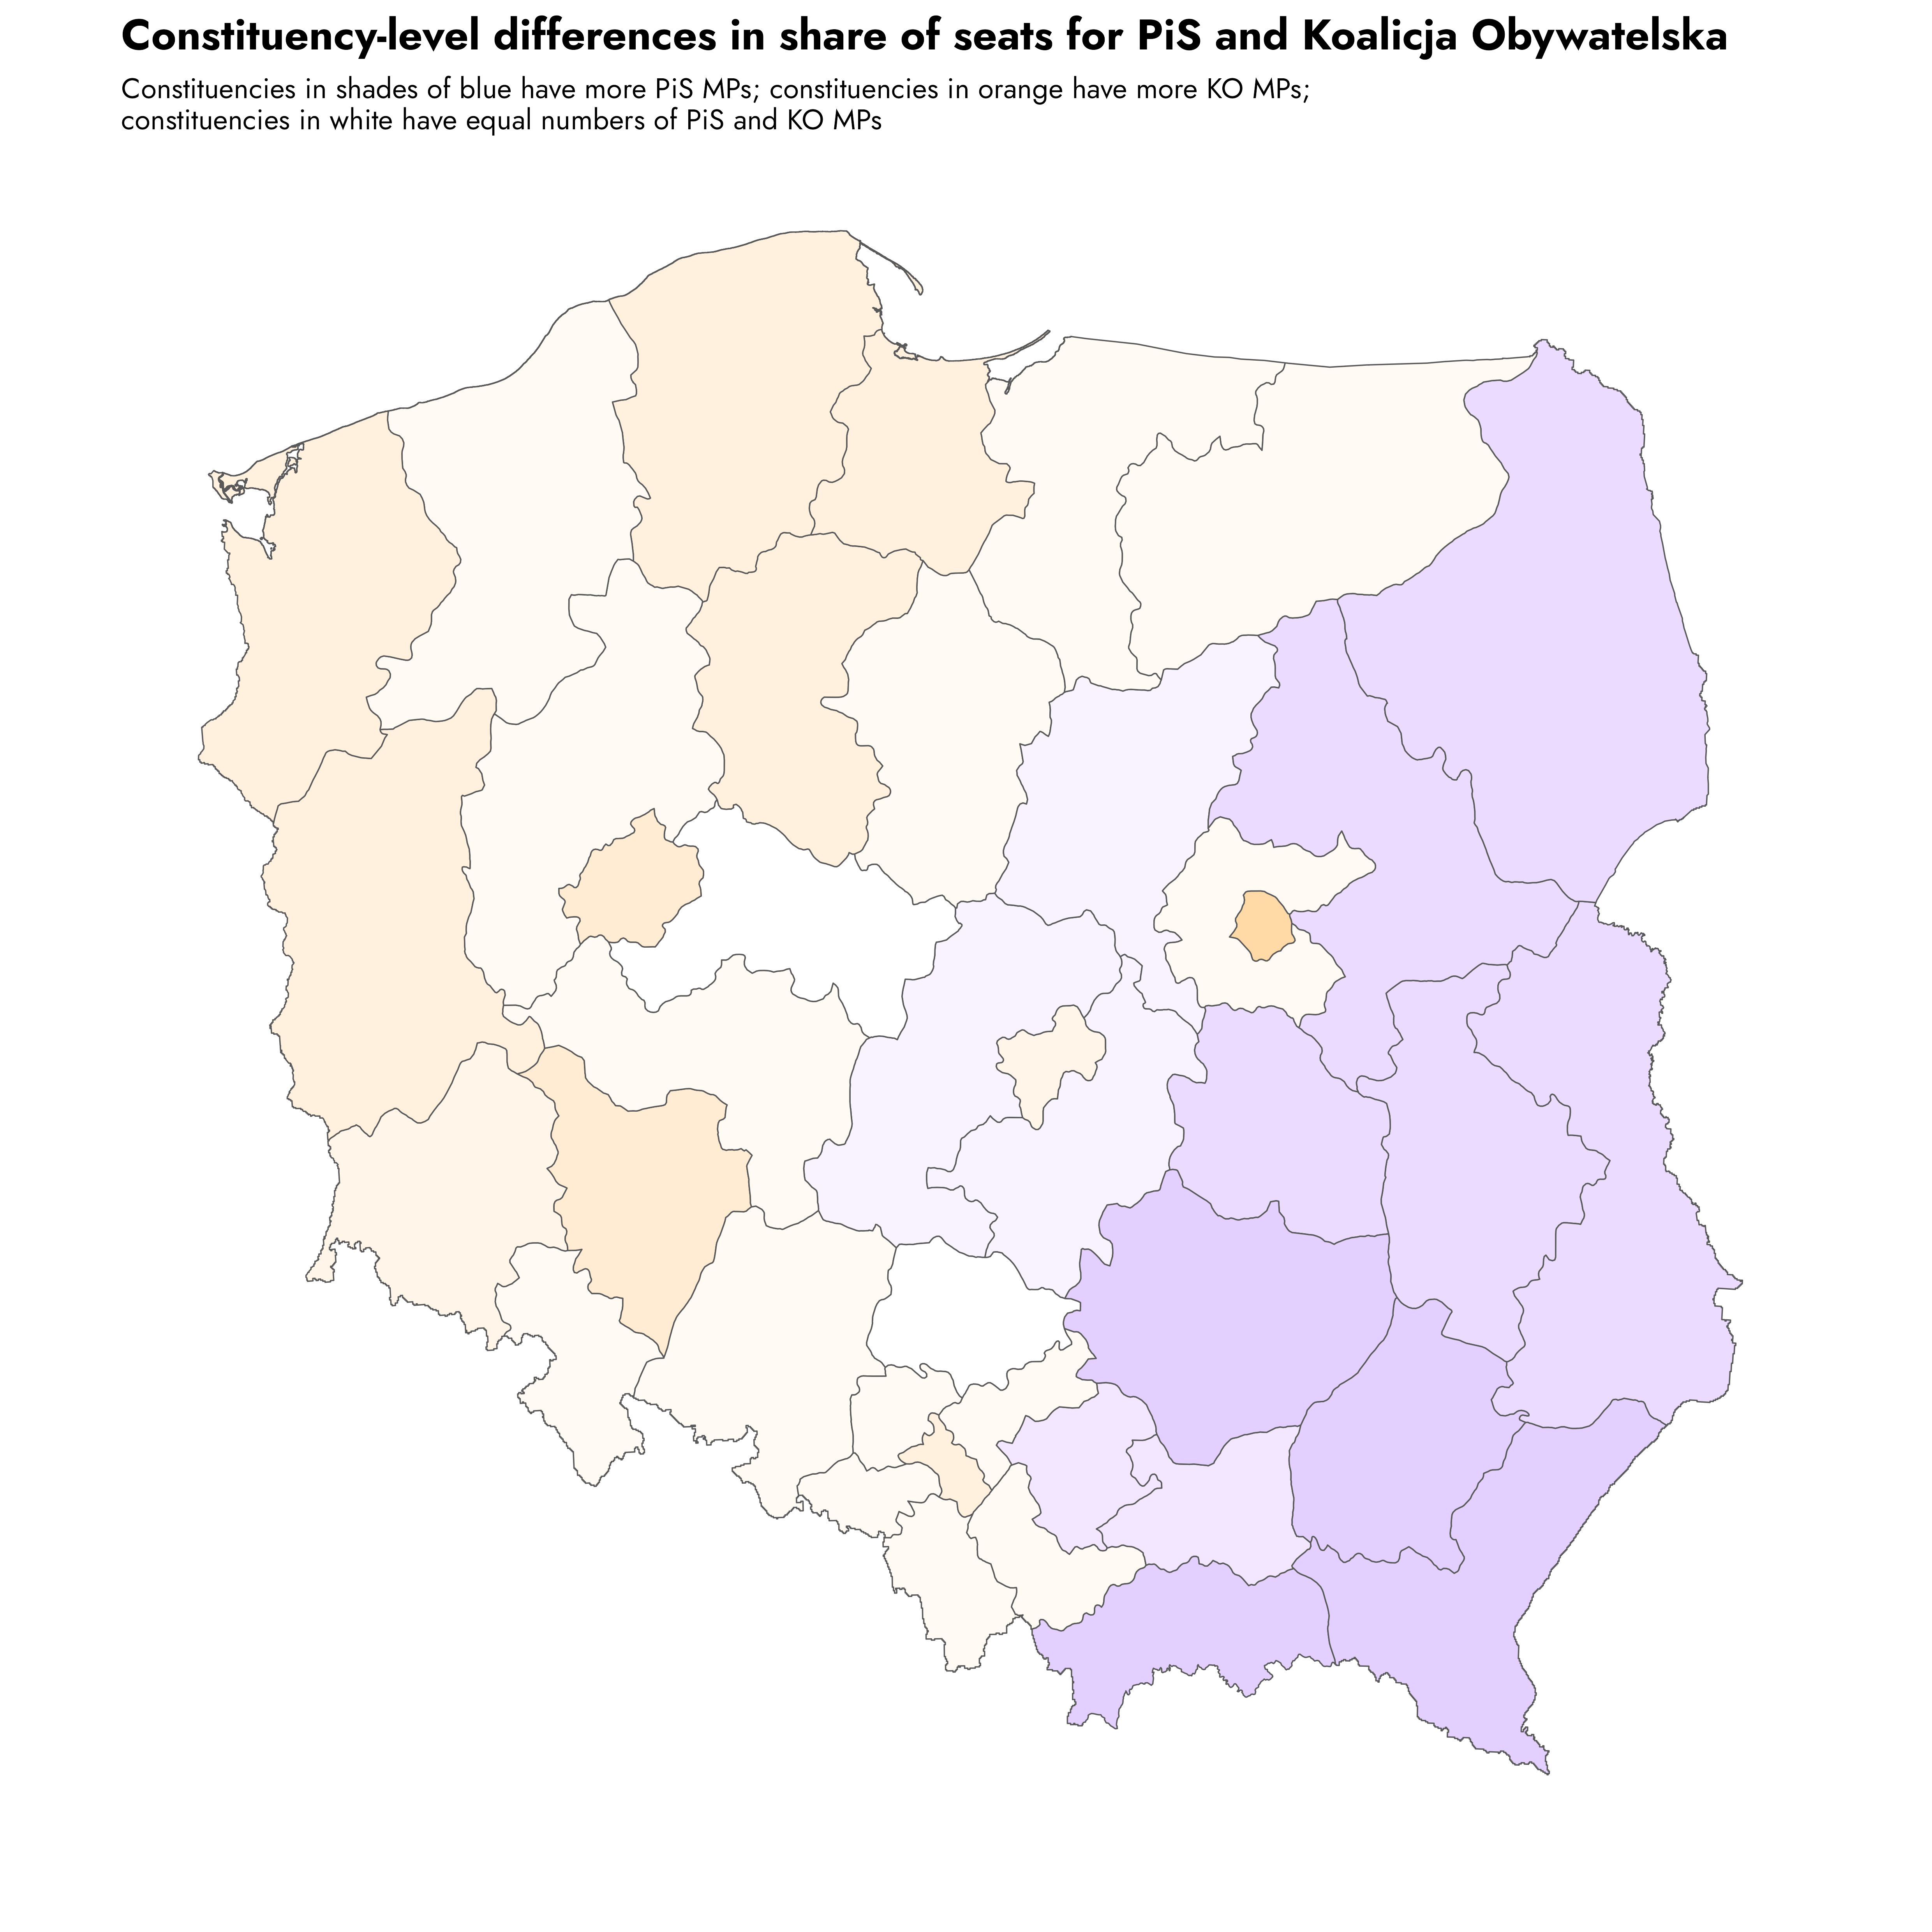 Constituency-level differences in share of seats for PiS and Koalicja Obywatelska
Constituencies in shades of blue have more PiS MPs; constituencies in orange have more KO MPs;
constituencies in white have equal numbers of PiS and KO MPs